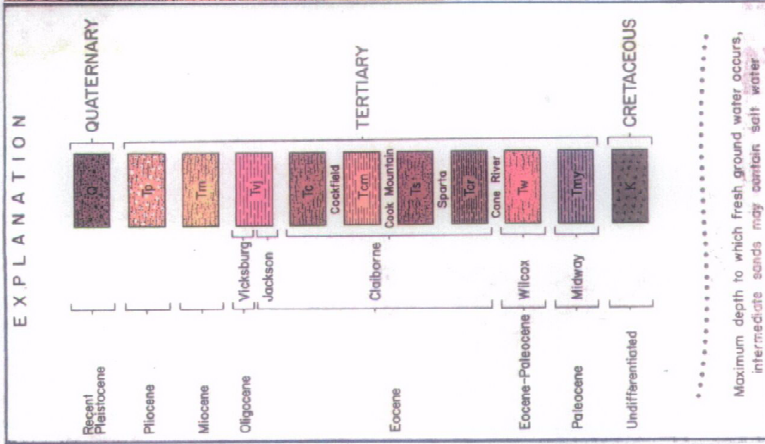 EXPLANATION
Recent
Pleistocene
Q
QUATERNARY
Pliocene
Tp
Miocene
Tm
Oligocene
Vicksburg
Tvj
Jackson
Eocene
Claiborne
Tc
Cockfield
Tcm
Cook Mountain
Ts
Sparta
Tcr
Cane River
Eocene-Paleocene
Wilcox
Tw
Paleocene
Midway
Tmy
TERTIARY
Undifferentiated
K
CRETACEOUS
Maximum depth to which fresh ground water occurs,
intermediate sands may contain salt water